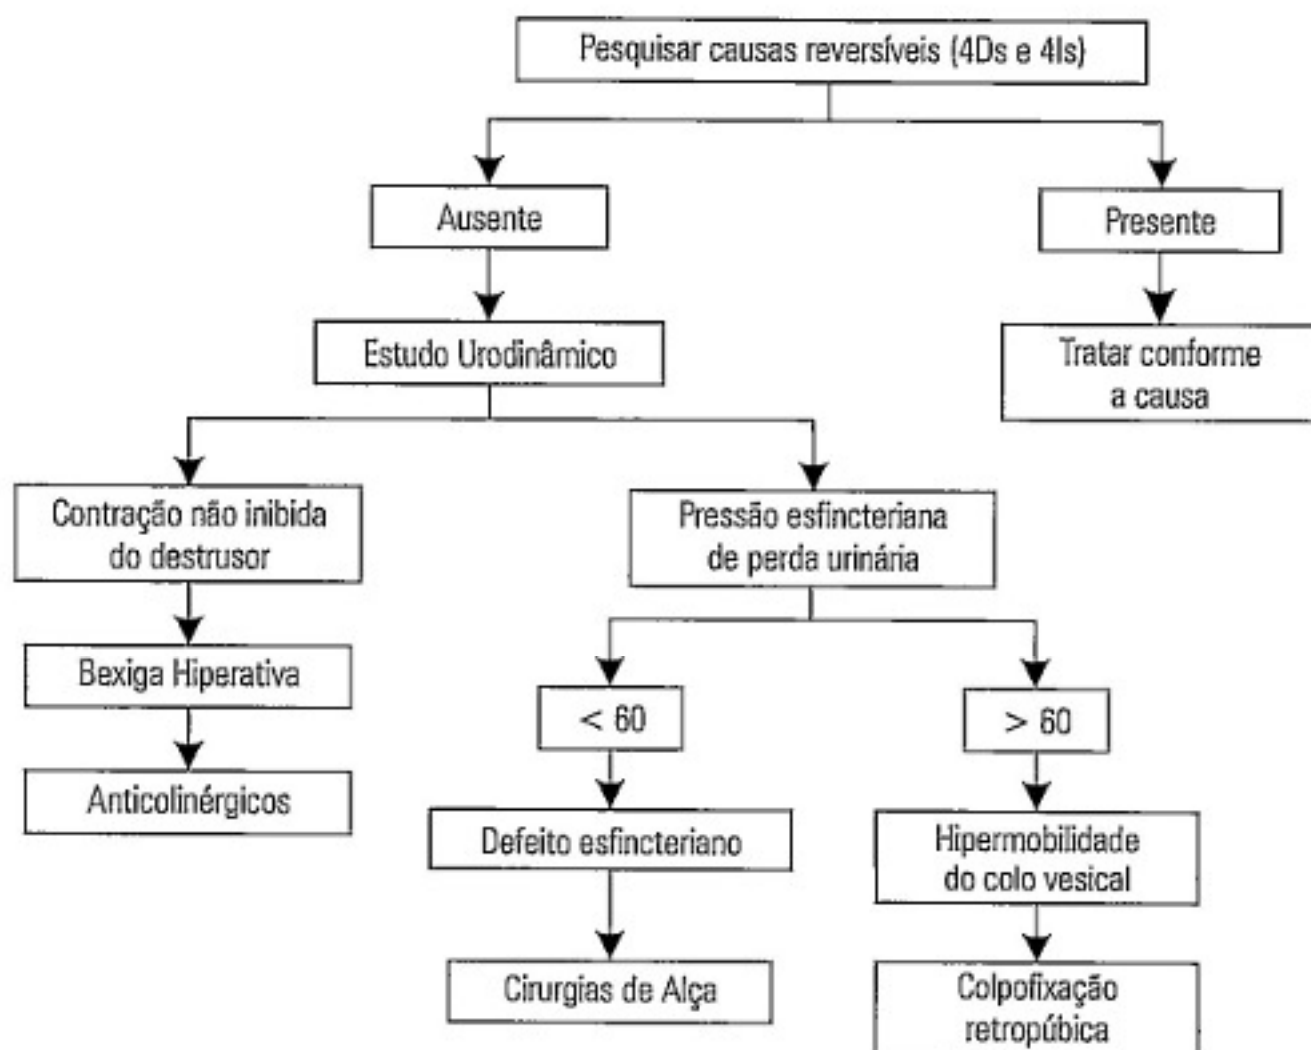 Pesquisar causas reversíveis (4Ds e 4Is)
Ausente
Presente
Estudo Urodinâmico
Tratar conforme
a causa
Contração não inibida
do destrusor
Pressão esfincteriana
de perda urinária
Bexiga Hiperativa
< 60
> 60
Anticolinérgicos
Defeito esfincteriano
Hipermobilidade
do colo vesical
Cirurgias de Alça
Colpofixação
retropúbica